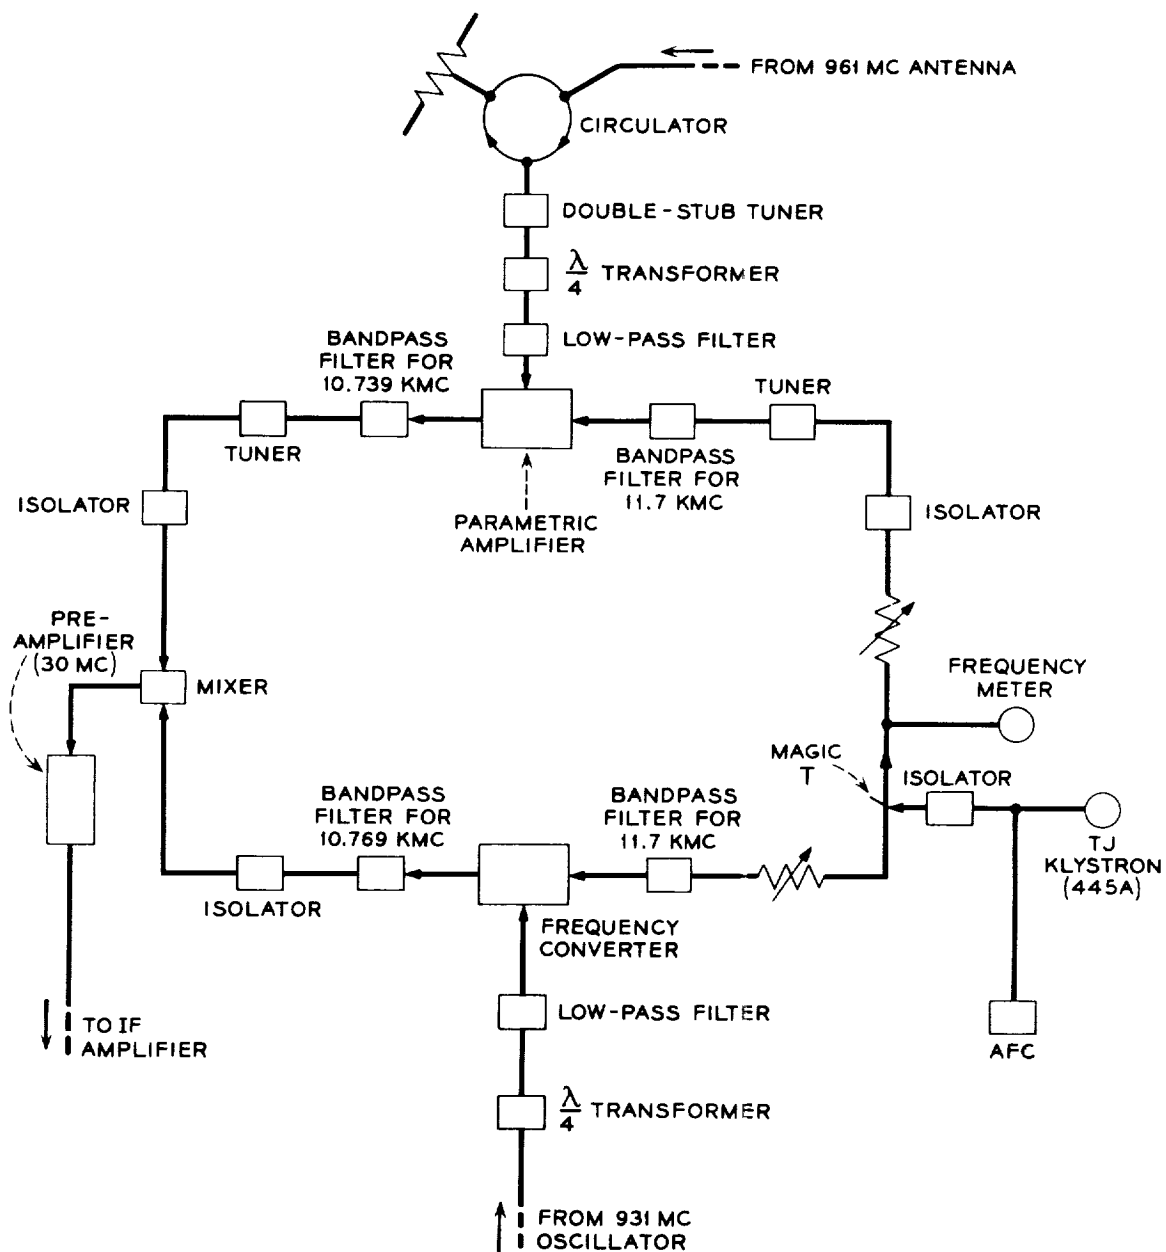 FROM 961 MC ANTENNA
CIRCULATOR
DOUBLE-STUB TUNER
λ/4 TRANSFORMER
LOW-PASS FILTER
BANDPASS
FILTER FOR
10.739 KMC
TUNER
TUNER
BANDPASS
FILTER FOR
11.7 KMC
ISOLATOR
ISOLATOR
PARAMETRIC
AMPLIFIER
PRE-
AMPLIFIER
(30 MC)
MIXER
FREQUENCY
METER
MAGIC
T
ISOLATOR
BANDPASS
FILTER FOR
10.769 KMC
BANDPASS
FILTER FOR
11.7 KMC
TJ
KLYSTRON
(445A)
ISOLATOR
FREQUENCY
CONVERTER
LOW-PASS FILTER
TO IF
AMPLIFIER
AFC
λ/4 TRANSFORMER
FROM 931 MC
OSCILLATOR